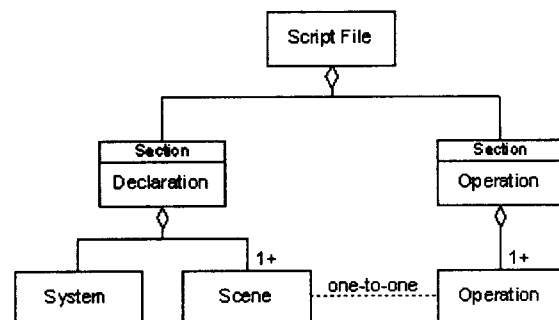 Script File
Section
Section
Declaration
Operation
1+
1+
System
Scene
one-to-one
Operation